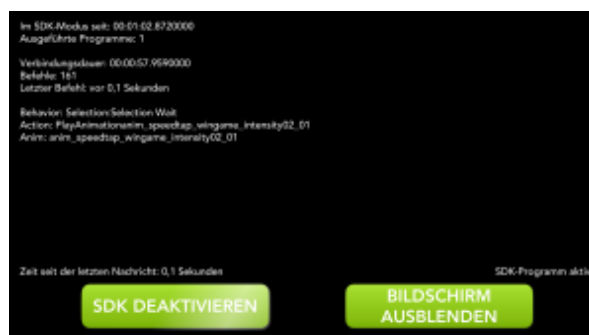 Im SDK-Modus seit: 00:01:02.8720000
Ausgeführte Programme: 1
Verbindungsdauer: 00:00:57.9590000
Befehle: 161
Letzter Befehl: vor 0,1 Sekunden
Behavior: Selection:Selection Wait
Action: PlayAnimationanim_speedtap_wingame_intensity02_01
Anim: anim_speedtap_wingame_intensity02_01
Zeit seit der letzten Nachricht: 0,1 Sekunden
SDK-Programm akti
SDK DEAKTIVIEREN
BILDSCHIRM
AUSBLENDEN